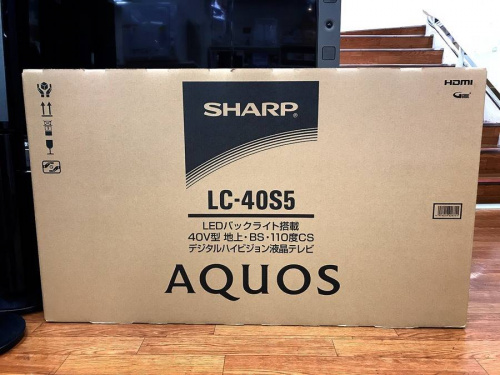 SHARP
LC-40S5
LEDバックライト搭載
40V型 地上・BS・110度CS
デジタルハイビジョン液晶テレビ
AQUOS
HDMI